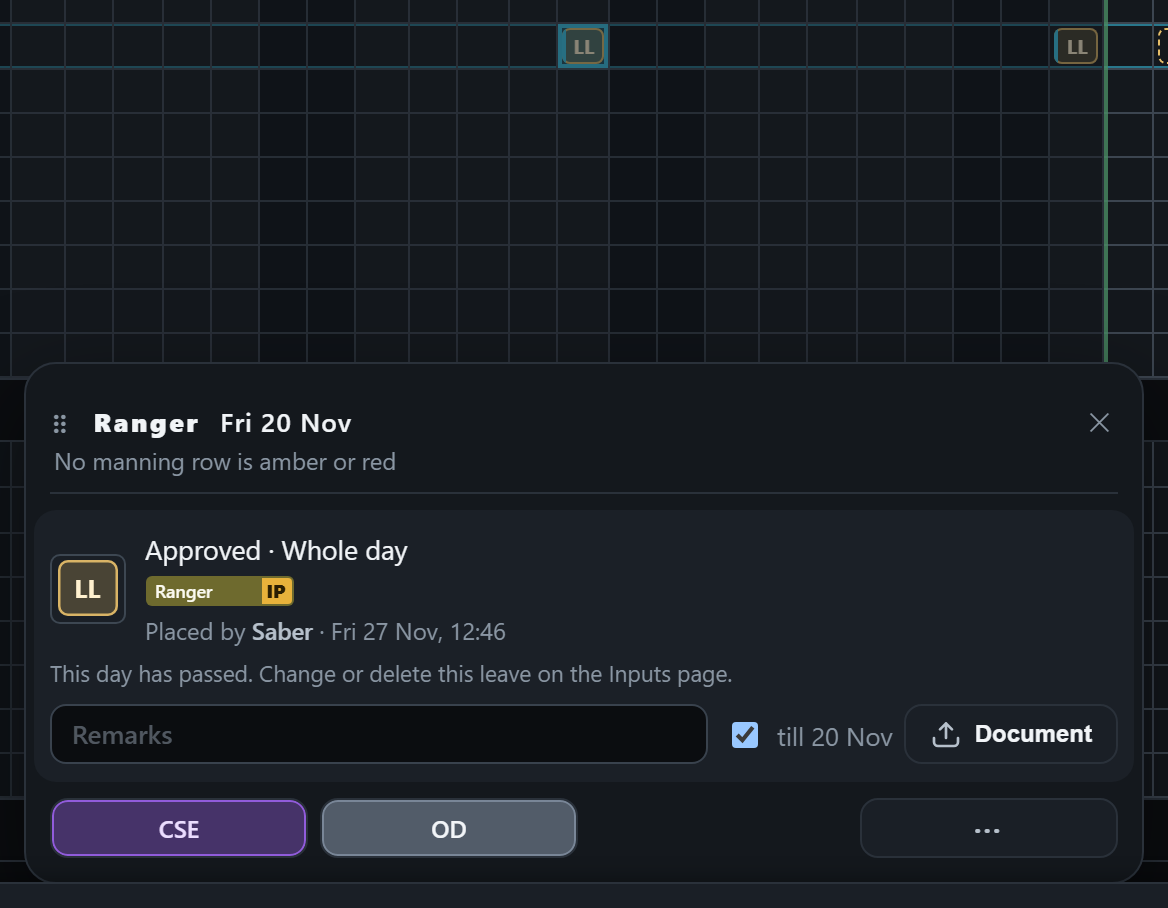 LL LL
Ranger Fri 20 Nov
No manning row is amber or red
LL
Approved · Whole day
Ranger IP
Placed by Saber · Fri 27 Nov, 12:46
This day has passed. Change or delete this leave on the Inputs page.
Remarks till 20 Nov Document
CSE OD ...